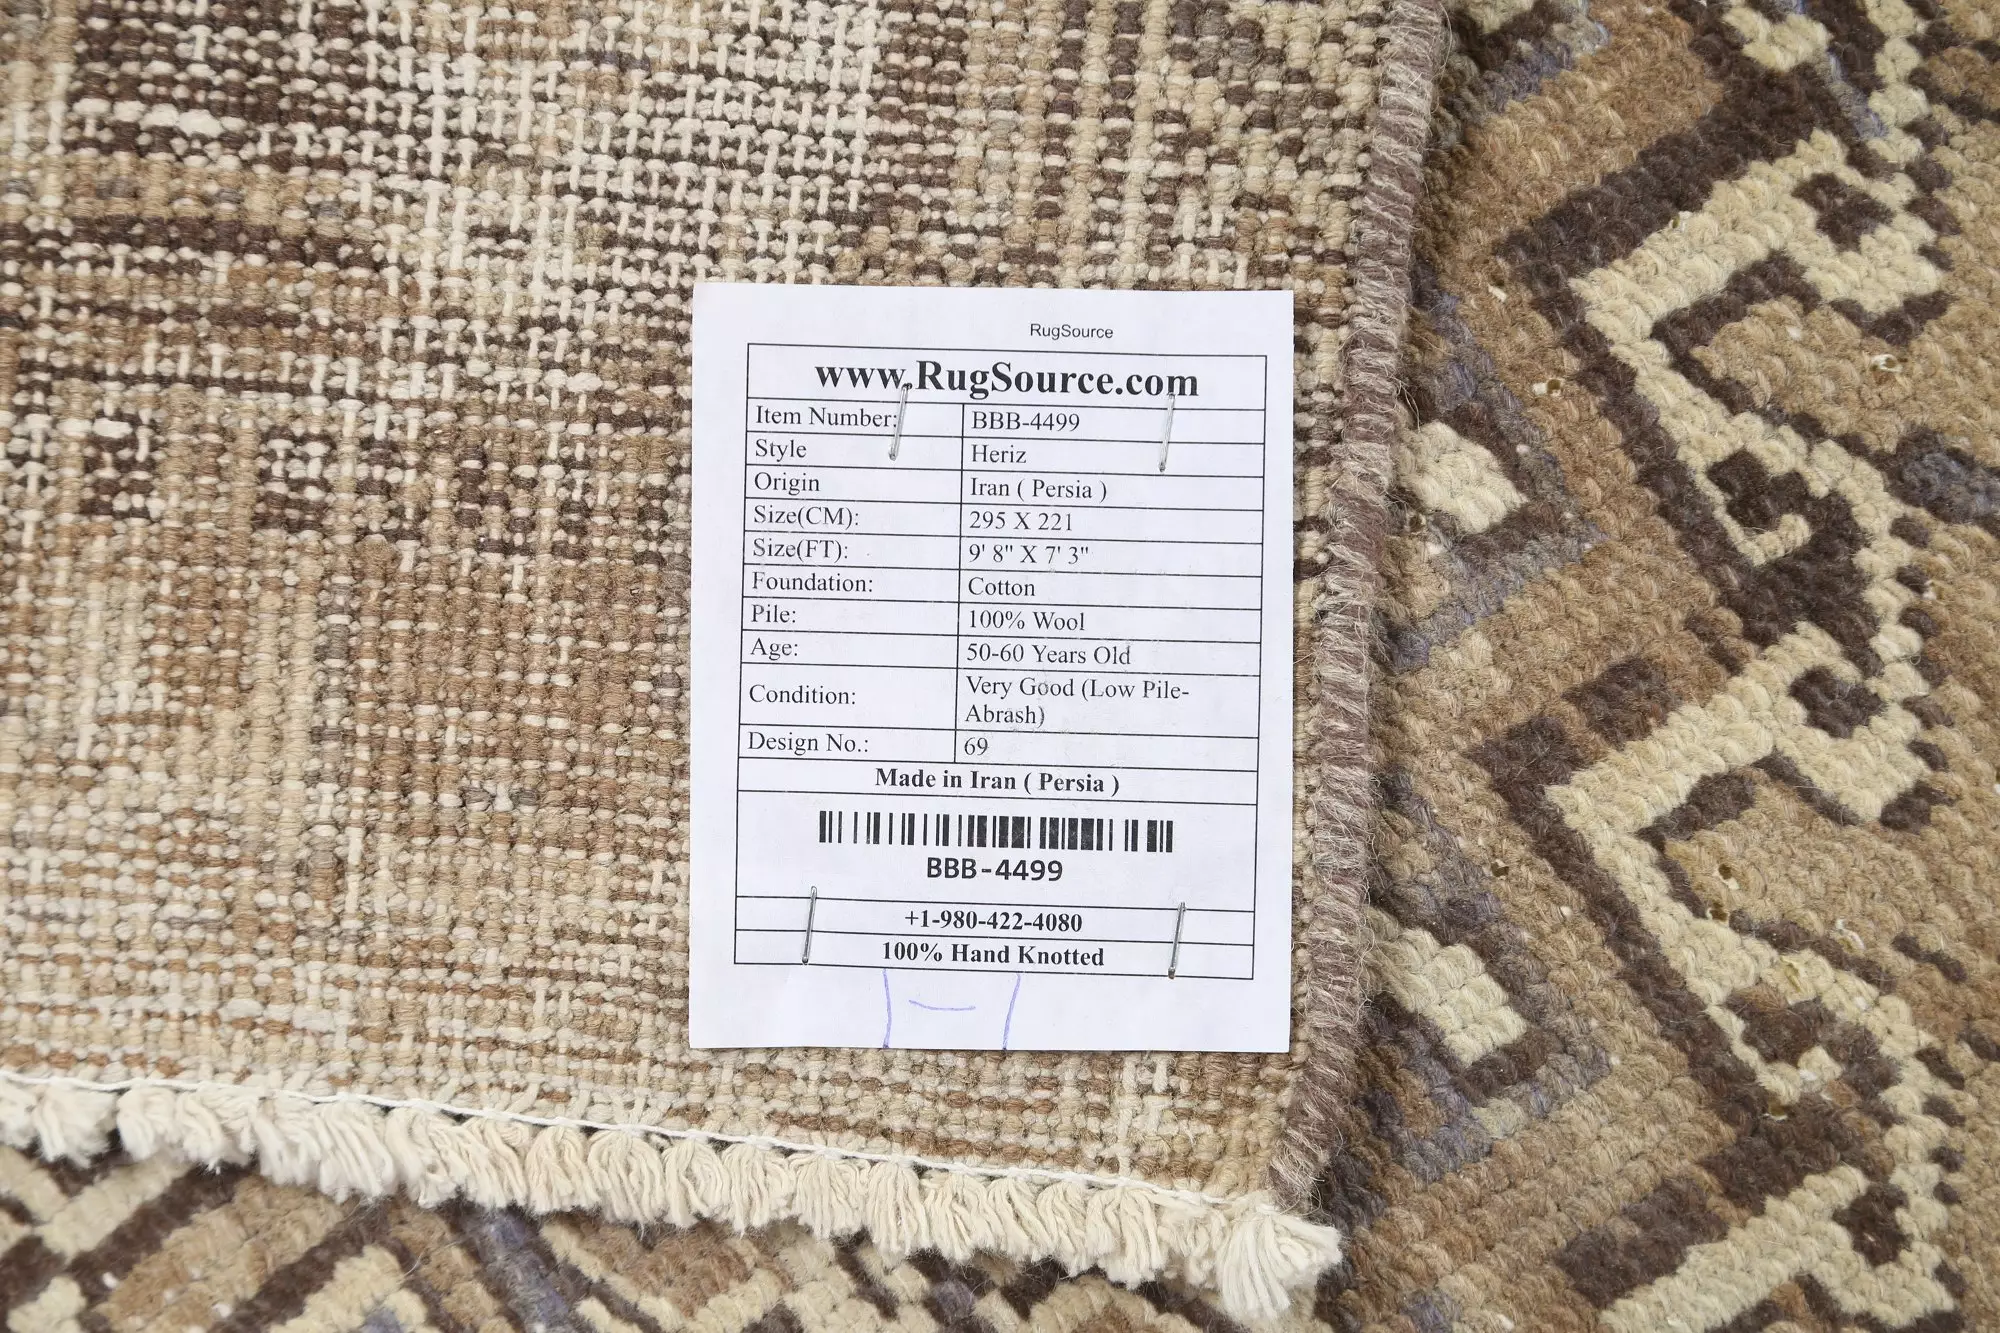 RugSource
www.RugSource.com
Item Number: BBB-4499
Style Heriz
Origin Iran ( Persia )
Size(CM): 295 X 221
Size(FT): 9' 8" X 7' 3"
Foundation: Cotton
Pile: 100% Wool
Age: 50-60 Years Old
Condition: Very Good (Low Pile-
Abrash)
Design No.: 69
Made in Iran ( Persia )
BBB-4499
+1-980-422-4080
100% Hand Knotted